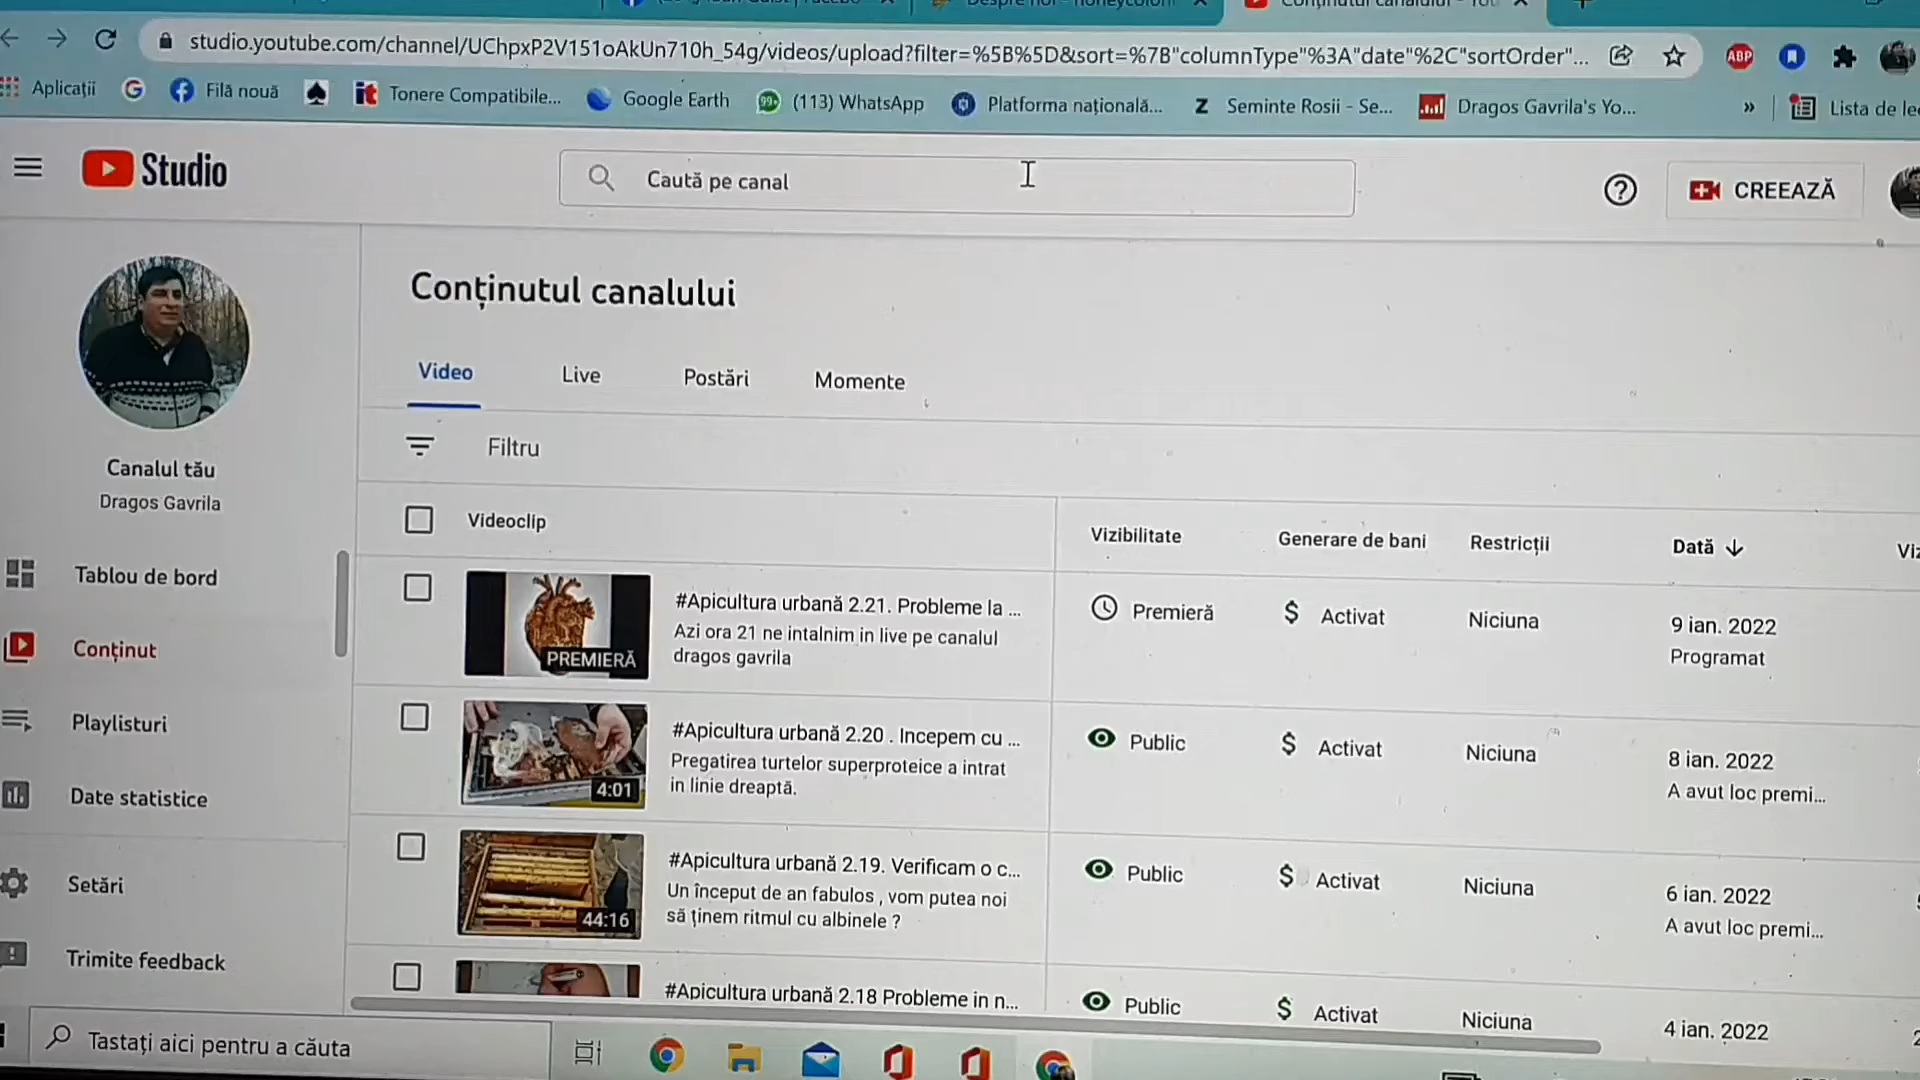 studio.youtube.com/channel/UChpxP2V151oAkUn710h_54g/videos/upload?filter=%5B%5D&sort=%7B"columnType"%3A"date"%2C"sortOrder"...
ABP
Aplicații
Filă nouă
Tonere Compatibile...
Google Earth
99+
(113) WhatsApp
Platforma națională...
Seminte Rosii - Se...
Dragos Gavrila's Yo...
»
Lista de le
Studio
Caută pe canal
CREEAZĂ
Conținutul canalului
Video
Live
Postări
Momente
Filtru
Canalul tău
Dragos Gavrila
Tablou de bord
Conținut
Playlisturi
Date statistice
Setări
Trimite feedback
Videoclip
Vizibilitate
Generare de bani
Restricții
Dată
PREMIERĂ
#Apicultura urbană 2.21. Probleme la ...
Azi ora 21 ne intalnim in live pe canalul
dragos gavrila
Premieră
$ Activat
Niciuna
9 ian. 2022
Programat
4:01
#Apicultura urbană 2.20 . Incepem cu ...
Pregatirea turtelor superproteice a intrat
in linie dreaptă.
Public
$ Activat
Niciuna
8 ian. 2022
A avut loc premi...
44:16
#Apicultura urbană 2.19. Verificam o c...
Un început de an fabulos , vom putea noi
să ținem ritmul cu albinele ?
Public
$ Activat
Niciuna
6 ian. 2022
A avut loc premi...
#Apicultura urbană 2.18 Probleme in n...
Public
$ Activat
Niciuna
4 ian. 2022
Tastați aici pentru a căuta